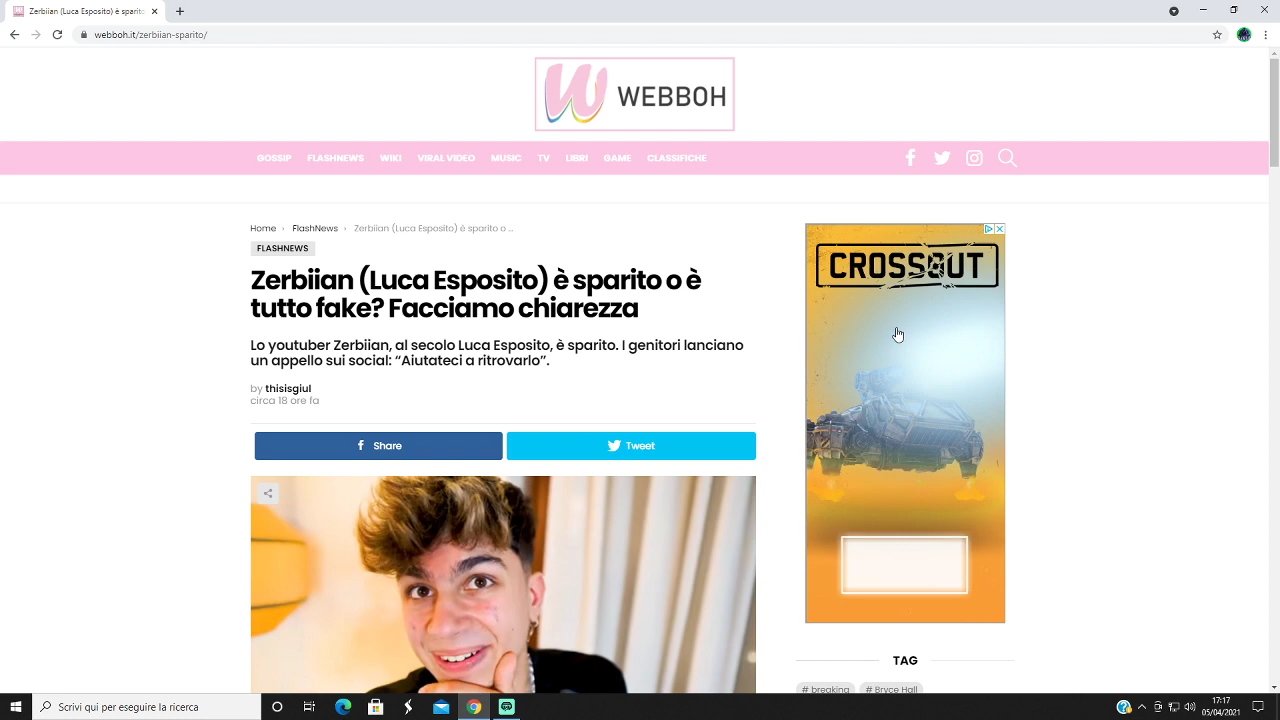 Zerbiian (Luca Esposito) è spari
webboh.it/zerbiian-sparito/
W WEBBOH
GOSSIP FLASHNEWS WIKI VIRAL VIDEO MUSIC TV LIBRI GAME CLASSIFICHE
Home › FlashNews › Zerbiian (Luca Esposito) è sparito o ...
FLASHNEWS
Zerbiian (Luca Esposito) è sparito o è
tutto fake? Facciamo chiarezza
Lo youtuber Zerbiian, al secolo Luca Esposito, è sparito. I genitori lanciano
un appello sui social: “Aiutateci a ritrovarlo”.
by thisisgiul
circa 18 ore fa
Share
Tweet
CROSSOUT
TAG
# breaking # Bryce Hall
Scrivi qui per eseguire la ricerca
17:17
05/04/2021